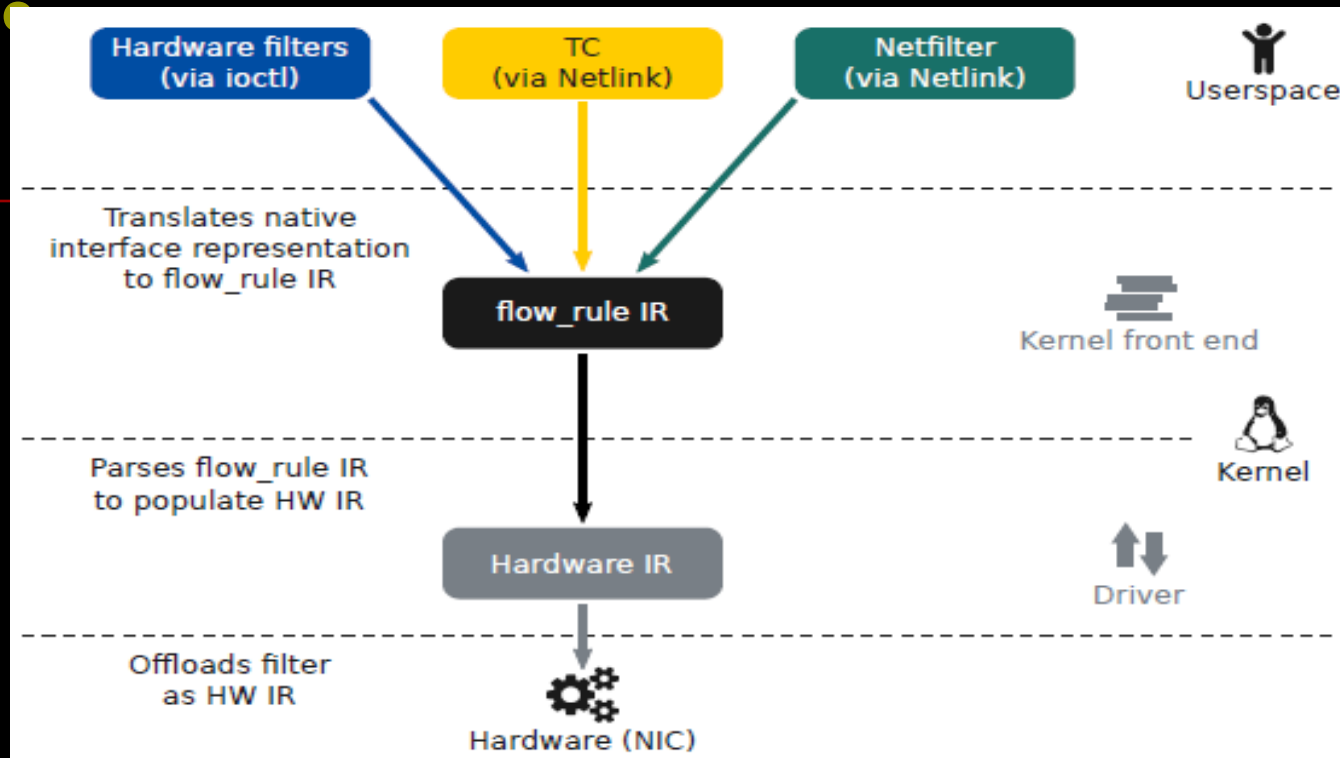 Hardware filters
(via ioctl)
TC
(via Netlink)
Netfilter
(via Netlink)
Userspace
Translates native
interface representation
to flow_rule IR
flow_rule IR
Kernel front end
Parses flow_rule IR
to populate HW IR
Kernel
Hardware IR
Driver
Offloads filter
as HW IR
Hardware (NIC)